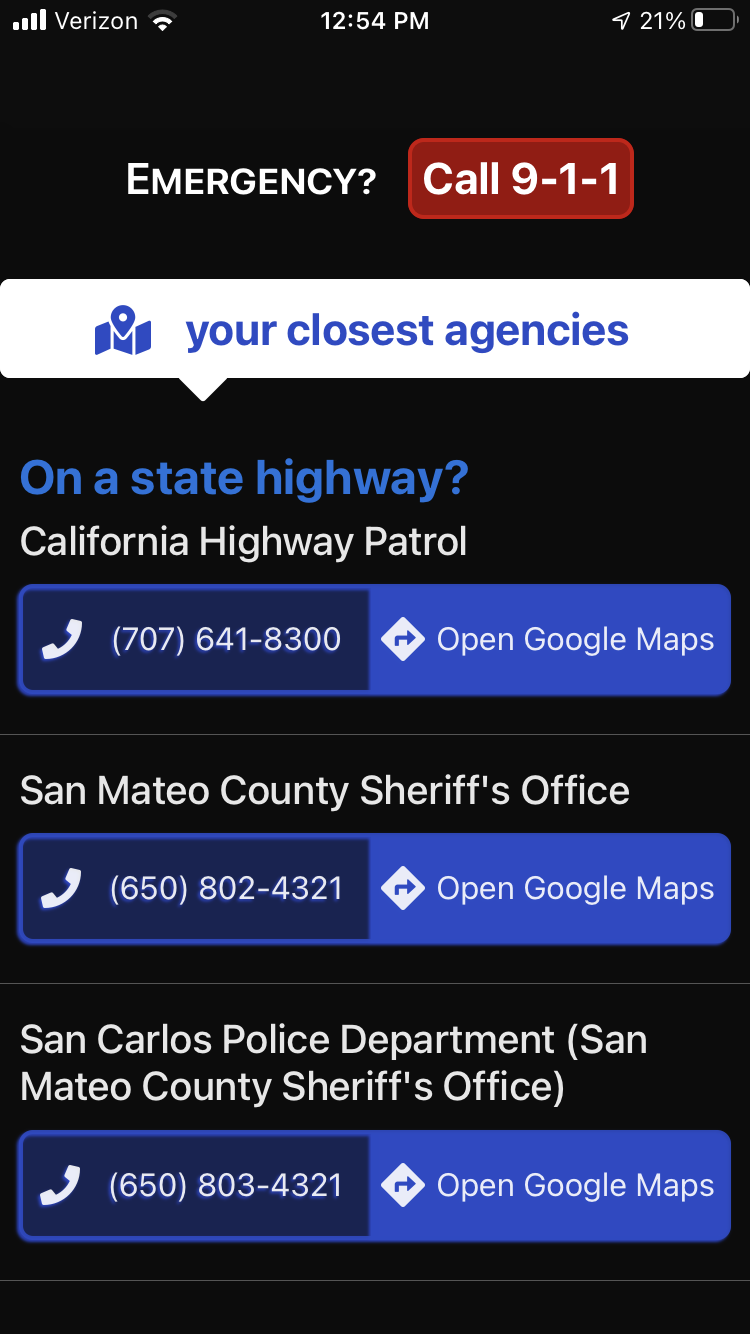 Verizon 12:54 PM 21%
EMERGENCY? Call 9-1-1
your closest agencies
On a state highway?
California Highway Patrol
(707) 641-8300 Open Google Maps
San Mateo County Sheriff's Office
(650) 802-4321 Open Google Maps
San Carlos Police Department (San
Mateo County Sheriff's Office)
(650) 803-4321 Open Google Maps